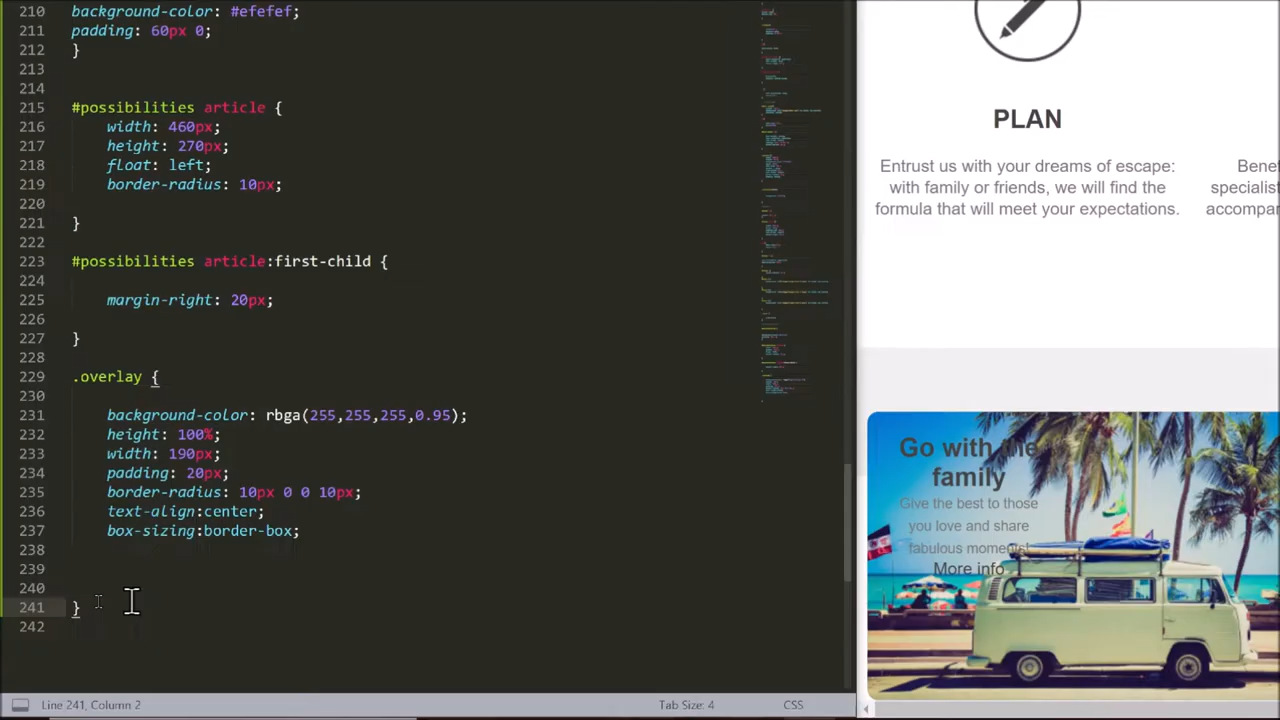 210 background-color: #efefef;
211 padding: 60px 0;
212 }
213
214
215 #possibilities article {
216 width: 460px;
217 height: 270px;
218 float: left;
219 border-radius: 10px;
220
221 }
222
223 #possibilities article:first-child {
224
225 margin-right: 20px;
226
227 }
228
229 .overlay {
230
231 background-color: rbga(255,255,255,0.95);
232 height: 100%;
233 width: 190px;
234 padding: 20px;
235 border-radius: 10px 0 0 10px;
236 text-align:center;
237 box-sizing:border-box;
238
239
240
241 }
242
Line 241, Column 2
Tab Size: 4
CSS
PLAN
Entrust us with your dreams of escape:
with family or friends, we will find the
formula that will meet your expectations.
Bene
specialist
accompa
Go with the
family
Give the best to those
you love and share
fabulous moments!
More info